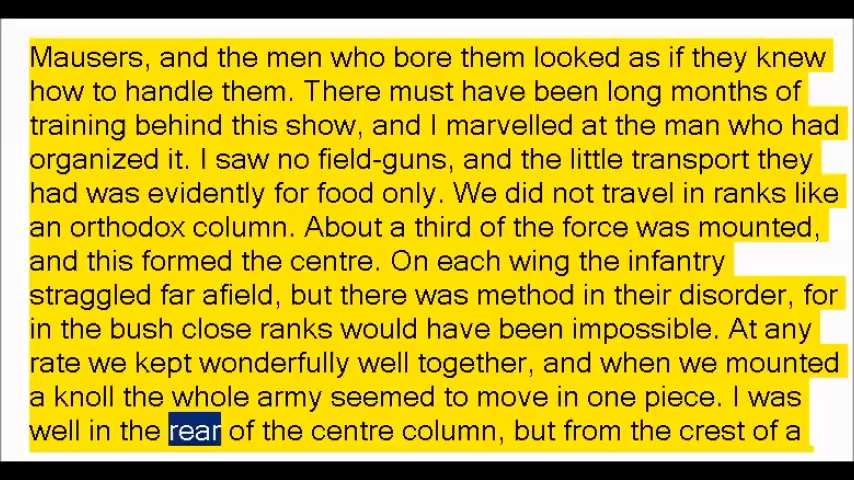 Mausers, and the men who bore them looked as if they knew
how to handle them. There must have been long months of
training behind this show, and I marvelled at the man who had
organized it. I saw no field-guns, and the little transport they
had was evidently for food only. We did not travel in ranks like
an orthodox column. About a third of the force was mounted,
and this formed the centre. On each wing the infantry
straggled far afield, but there was method in their disorder, for
in the bush close ranks would have been impossible. At any
rate we kept wonderfully well together, and when we mounted
a knoll the whole army seemed to move in one piece. I was
well in the rear of the centre column, but from the crest of a